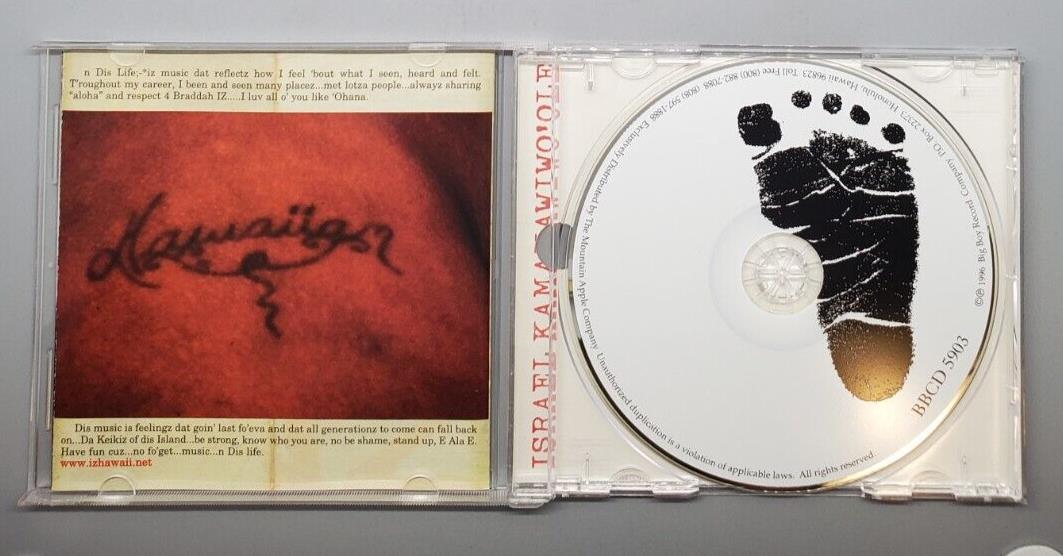 n Dis Life;-*iz music dat reflectz how I feel 'bout what I seen, heard and felt.
T'roughout my career, I been and seen many placez...met lotza people...alwayz sharing
"aloha" and respect 4 Braddah IZ.....I luv all o' you like 'Ohana.
Hawaiian
Dis music is feelingz dat goin' last fo'eva and dat all generationz to come can fall back
on...Da Keikiz of dis Island...be strong, know who you are, no be shame, stand up, E Ala E.
Have fun cuz...no fo'get...music...n Dis life.
www.izhawaii.net
ISRAEL KAMAKAWIWO'OLE
©℗ 1996 Big Boy Record Company P.O. Box 22373 Honolulu, Hawaii 96823. Toll Free (800) 882-7088, (808) 597-1888. Exclusively Distributed by The Mountain Apple Company Unauthorized duplication is a violation of applicable laws. All rights reserved.
BBCD 5903